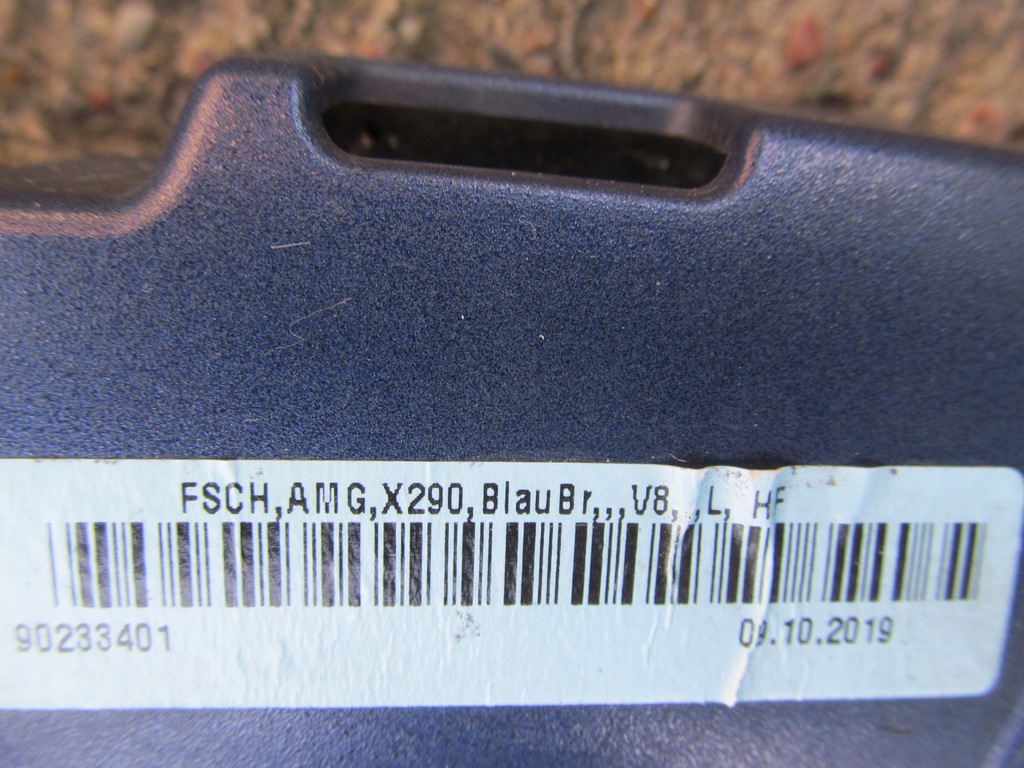 FSCH,AMG,X290,BlauBr,,,V8,,,L, HF
90233401
09.10.2019